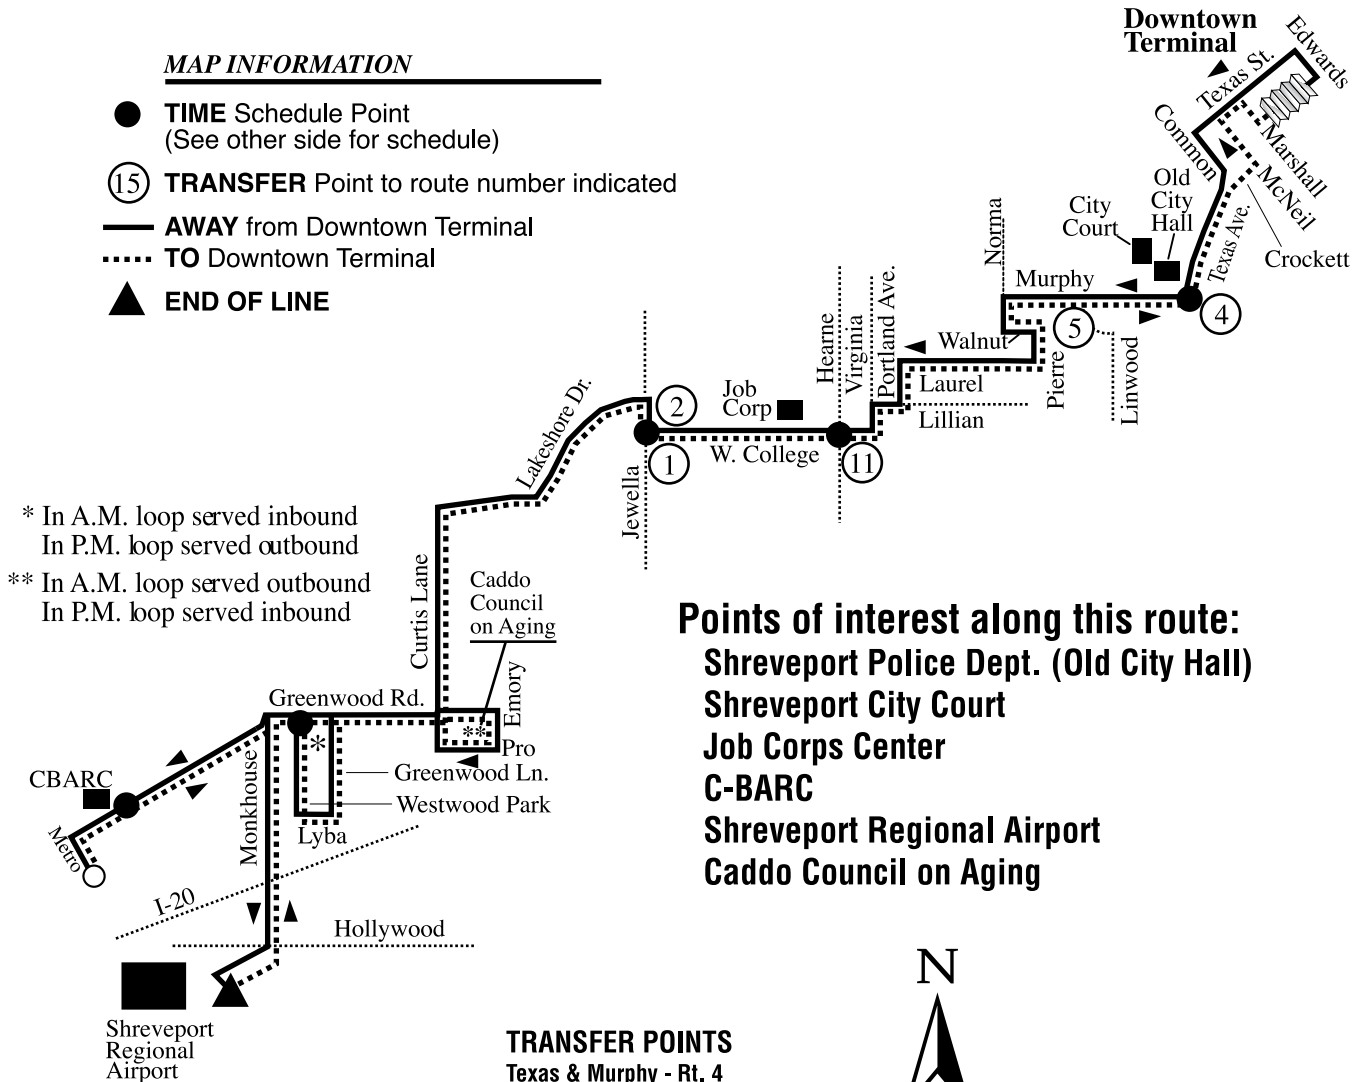 Downtown
Terminal
Edwards
Texas St.
MAP INFORMATION
TIME Schedule Point
(See other side for schedule)
15 TRANSFER Point to route number indicated
AWAY from Downtown Terminal
TO Downtown Terminal
END OF LINE
Common
Marshall
McNeil
Old
City
Hall
City
Court
Texas Ave.
Crockett
Norma
Murphy
4
5
Walnut
Pierre
Linwood
Hearne
Virginia
Portland Ave.
Laurel
Lillian
Job
Corp
2
1
11
W. College
Lakeshore Dr.
Jewella
* In A.M. loop served inbound
In P.M. loop served outbound
** In A.M. loop served outbound
In P.M. loop served inbound
Curtis Lane
Caddo
Council
on Aging
Emory
Greenwood Rd.
*
**
Pro
Greenwood Ln.
Westwood Park
Lyba
CBARC
Metro
Monkhouse
I-20
Hollywood
Shreveport
Regional
Airport
Points of interest along this route:
Shreveport Police Dept. (Old City Hall)
Shreveport City Court
Job Corps Center
C-BARC
Shreveport Regional Airport
Caddo Council on Aging
N
TRANSFER POINTS
Texas & Murphy - Rt. 4